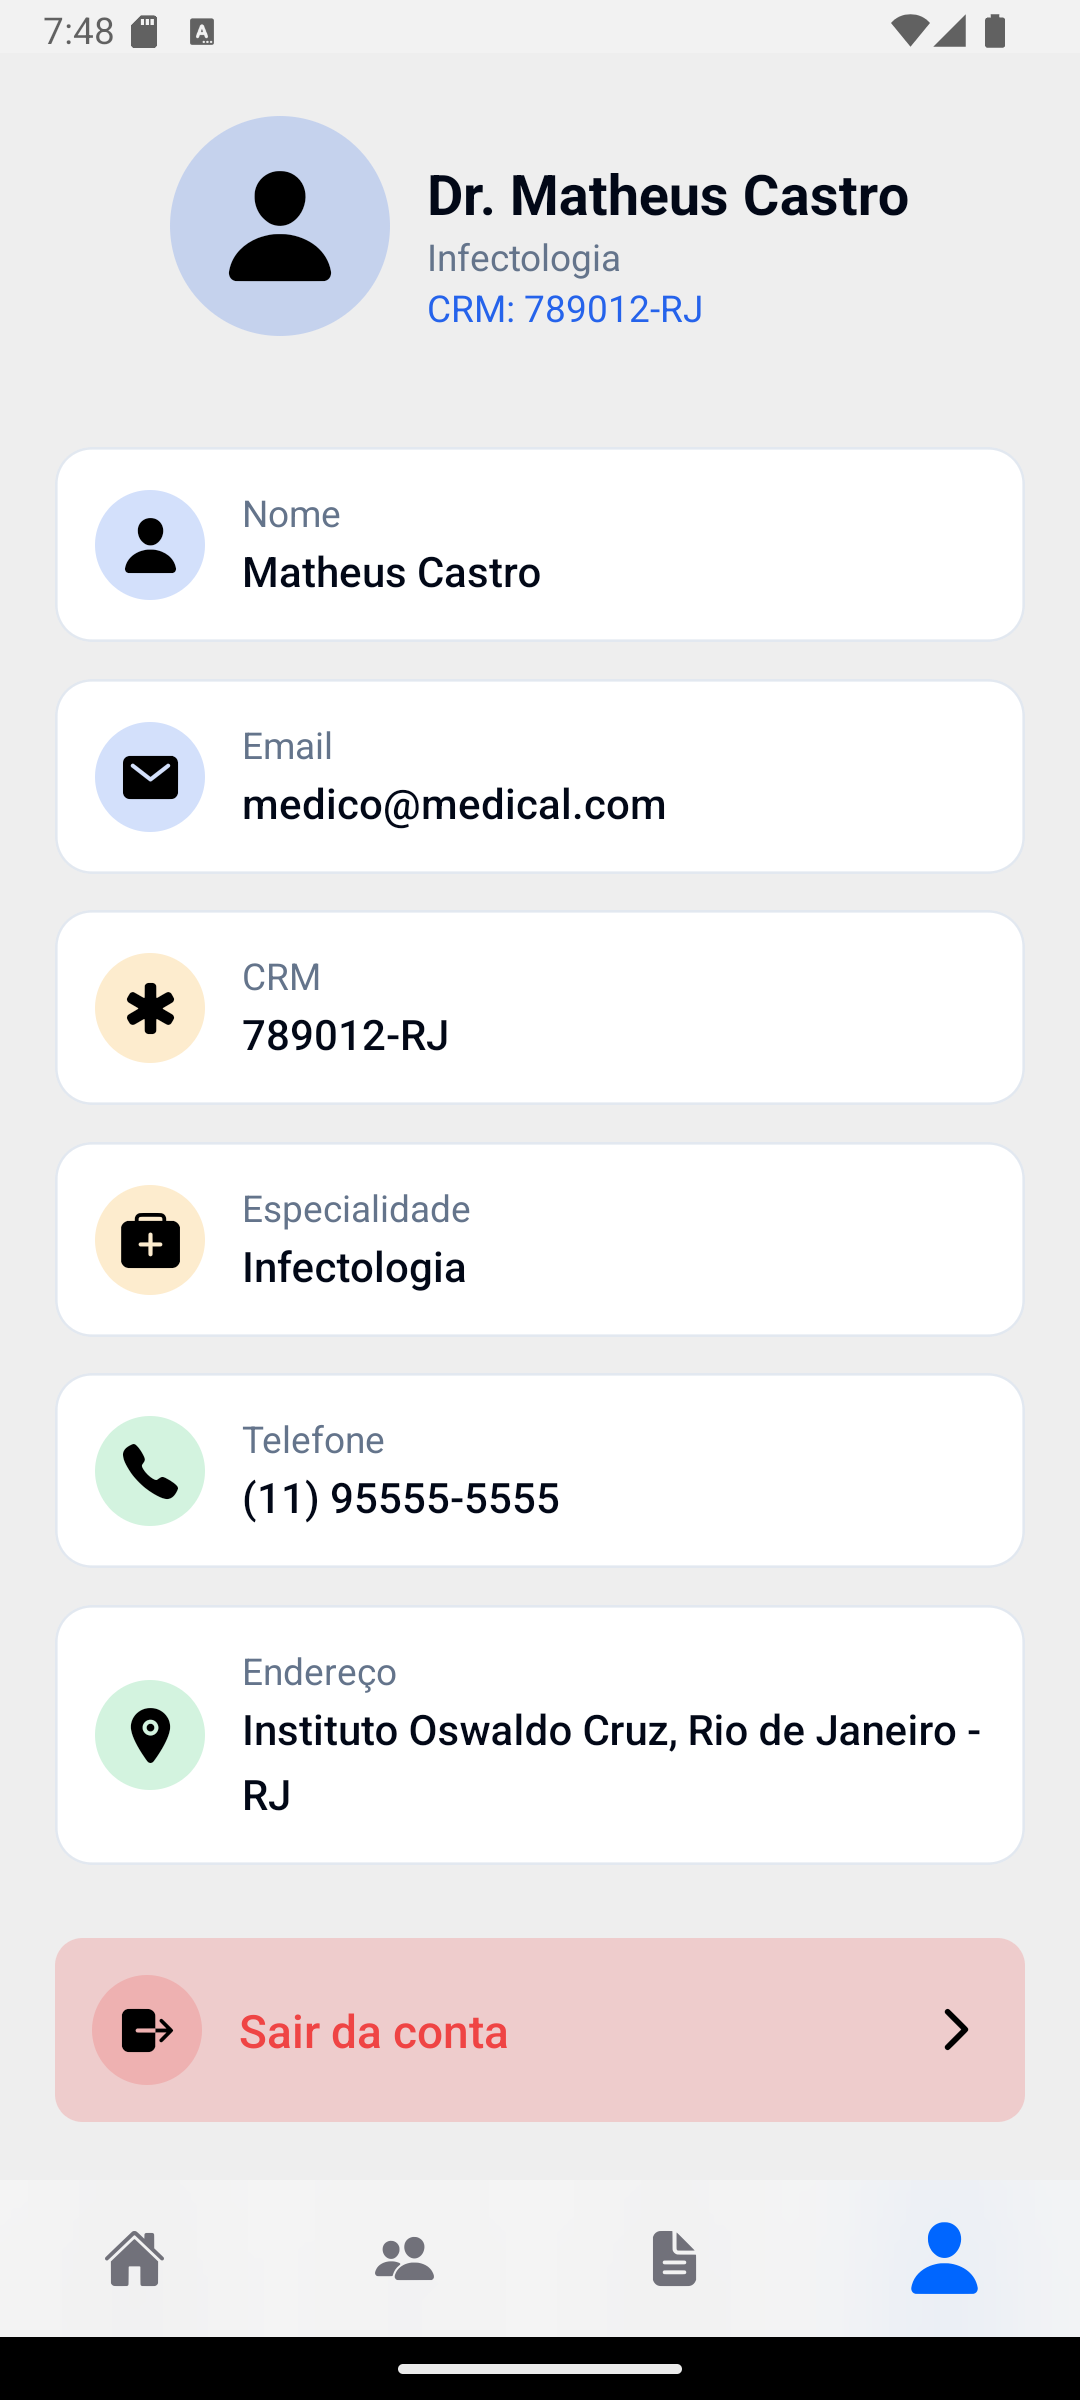 7:48
Dr. Matheus Castro
Infectologia
CRM: 789012-RJ
Nome
Matheus Castro
Email
medico@medical.com
CRM
789012-RJ
Especialidade
Infectologia
Telefone
(11) 95555-5555
Endereço
Instituto Oswaldo Cruz, Rio de Janeiro -
RJ
Sair da conta